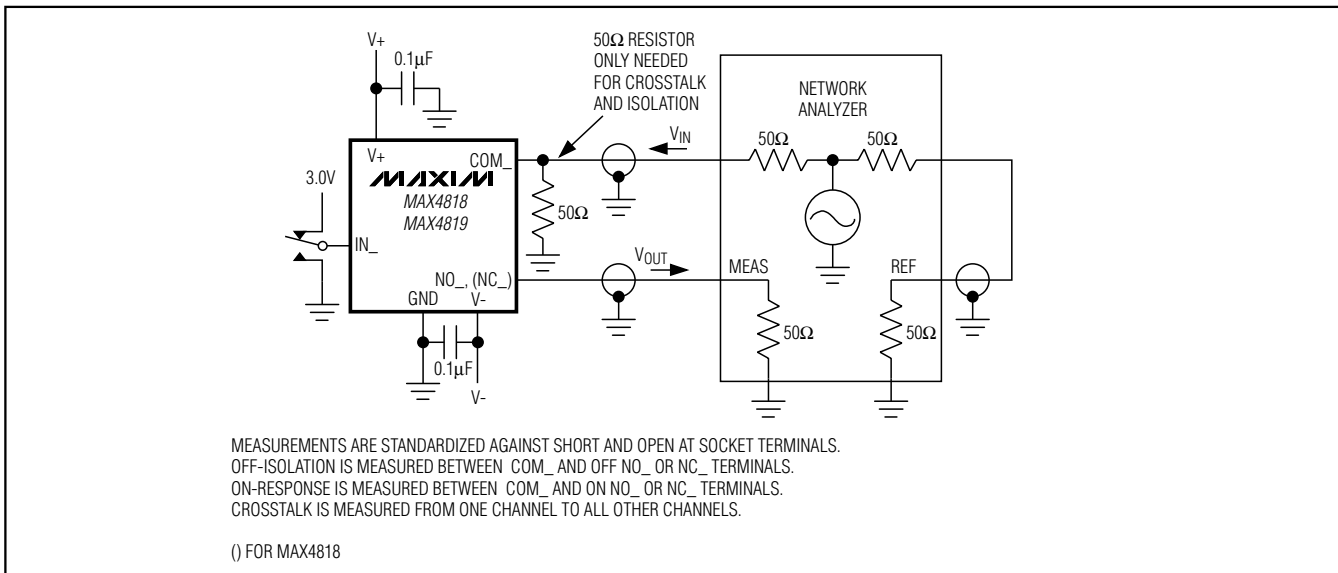 V+
0.1µF
50Ω RESISTOR
ONLY NEEDED
FOR CROSSTALK
AND ISOLATION
NETWORK
ANALYZER
50Ω
50Ω
VIN
V+
COM_
MAXIM
MAX4818
MAX4819
3.0V
IN_
50Ω
VOUT
MEAS
REF
NO_, (NC_)
GND
V-
50Ω
50Ω
0.1µF
V-
MEASUREMENTS ARE STANDARDIZED AGAINST SHORT AND OPEN AT SOCKET TERMINALS.
OFF-ISOLATION IS MEASURED BETWEEN COM_ AND OFF NO_ OR NC_ TERMINALS.
ON-RESPONSE IS MEASURED BETWEEN COM_ AND ON NO_ OR NC_ TERMINALS.
CROSSTALK IS MEASURED FROM ONE CHANNEL TO ALL OTHER CHANNELS.
() FOR MAX4818